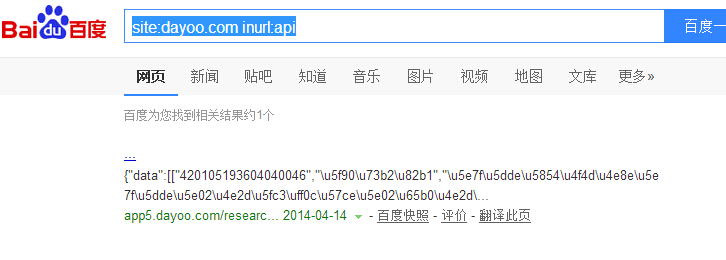 Bai du 百度 site:dayoo.com inurl:api 百度一
网页 新闻 贴吧 知道 音乐 图片 视频 地图 文库 更多»
百度为您找到相关结果约1个
...
{"data":[["420105193604040046","\u5f90\u73b2\u82b1","\u5e7f\u5dde\u5854\u4f4d\u4e8e\u5e
7f\u5dde\u5e02\u4e2d\u5fc3\uff0c\u57ce\u5e02\u65b0\u4e2d\...
app5.dayoo.com/researc... 2014-04-14 - 百度快照 - 评价 - 翻译此页